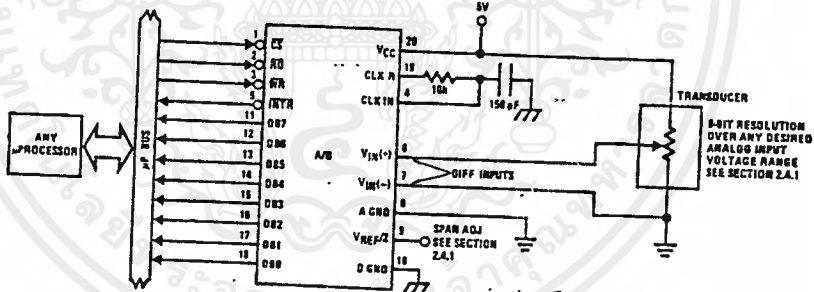 5V
1
CS
2
RD
3
WR
5
INTR
11
DB7
12
DB6
13
DB5
14
DB4
15
DB3
16
DB2
17
DB1
18
DB0
ANY
µPROCESSOR
µP BUS
A/D
VCC
20
CLK R
19
10k
CLK IN
4
150 pF
VIN(+)
6
VIN(−)
7
DIFF INPUTS
A GND
8
VREF/2
9
SPAN ADJ
SEE SECTION
2.4.1
D GND
10
TRANSDUCER
8-BIT RESOLUTION
OVER ANY DESIRED
ANALOG INPUT
VOLTAGE RANGE
SEE SECTION 2.4.1